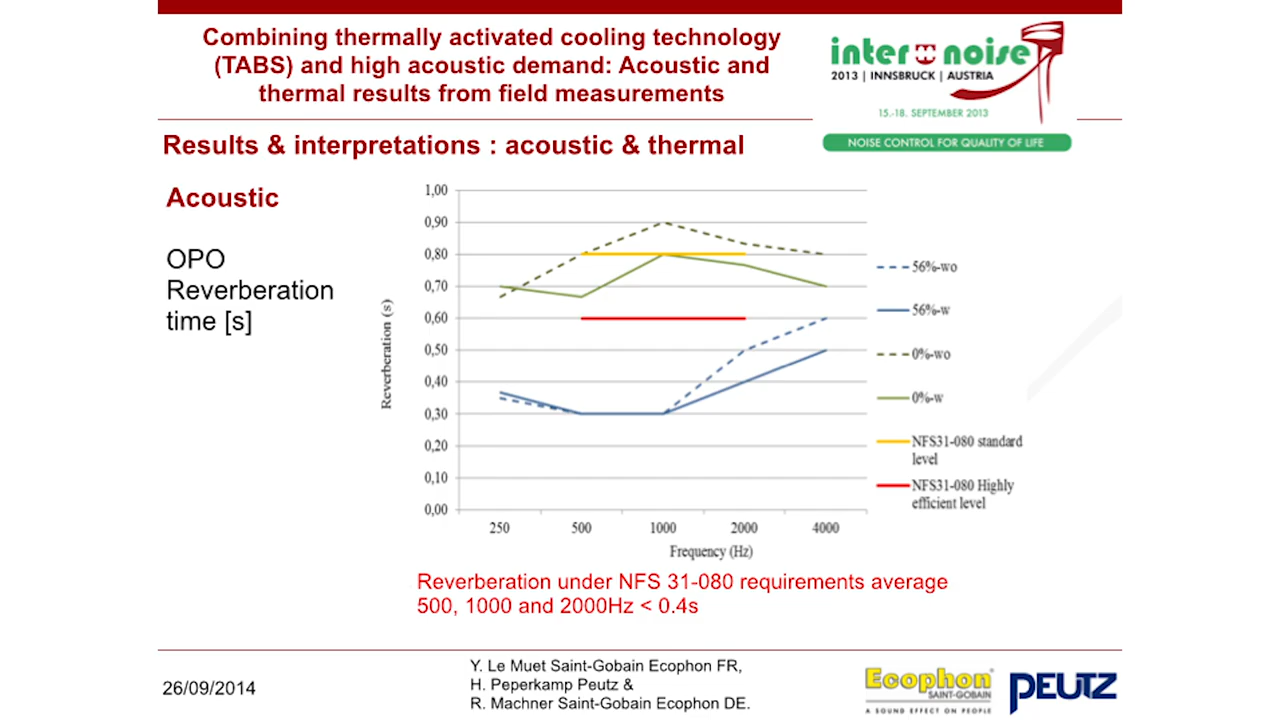 Combining thermally activated cooling technology
(TABS) and high acoustic demand: Acoustic and
thermal results from field measurements
inter noise
2013 | INNSBRUCK | AUSTRIA
15.-18. SEPTEMBER 2013
NOISE CONTROL FOR QUALITY OF LIFE
Results & interpretations : acoustic & thermal
Acoustic
OPO
Reverberation
time [s]
Reverberation (s)
1,00
0,90
0,80
0,70
0,60
0,50
0,40
0,30
0,20
0,10
0,00
250 500 1000 2000 4000
Frequency (Hz)
56%-wo
56%-w
0%-wo
0%-w
NFS31-080 standard
level
NFS31-080 Highly
efficient level
Reverberation under NFS 31-080 requirements average
500, 1000 and 2000Hz < 0.4s
26/09/2014
Y. Le Muet Saint-Gobain Ecophon FR,
H. Peperkamp Peutz &
R. Machner Saint-Gobain Ecophon DE.
Ecophon
SAINT-GOBAIN
A SOUND EFFECT ON PEOPLE
PEUTZ